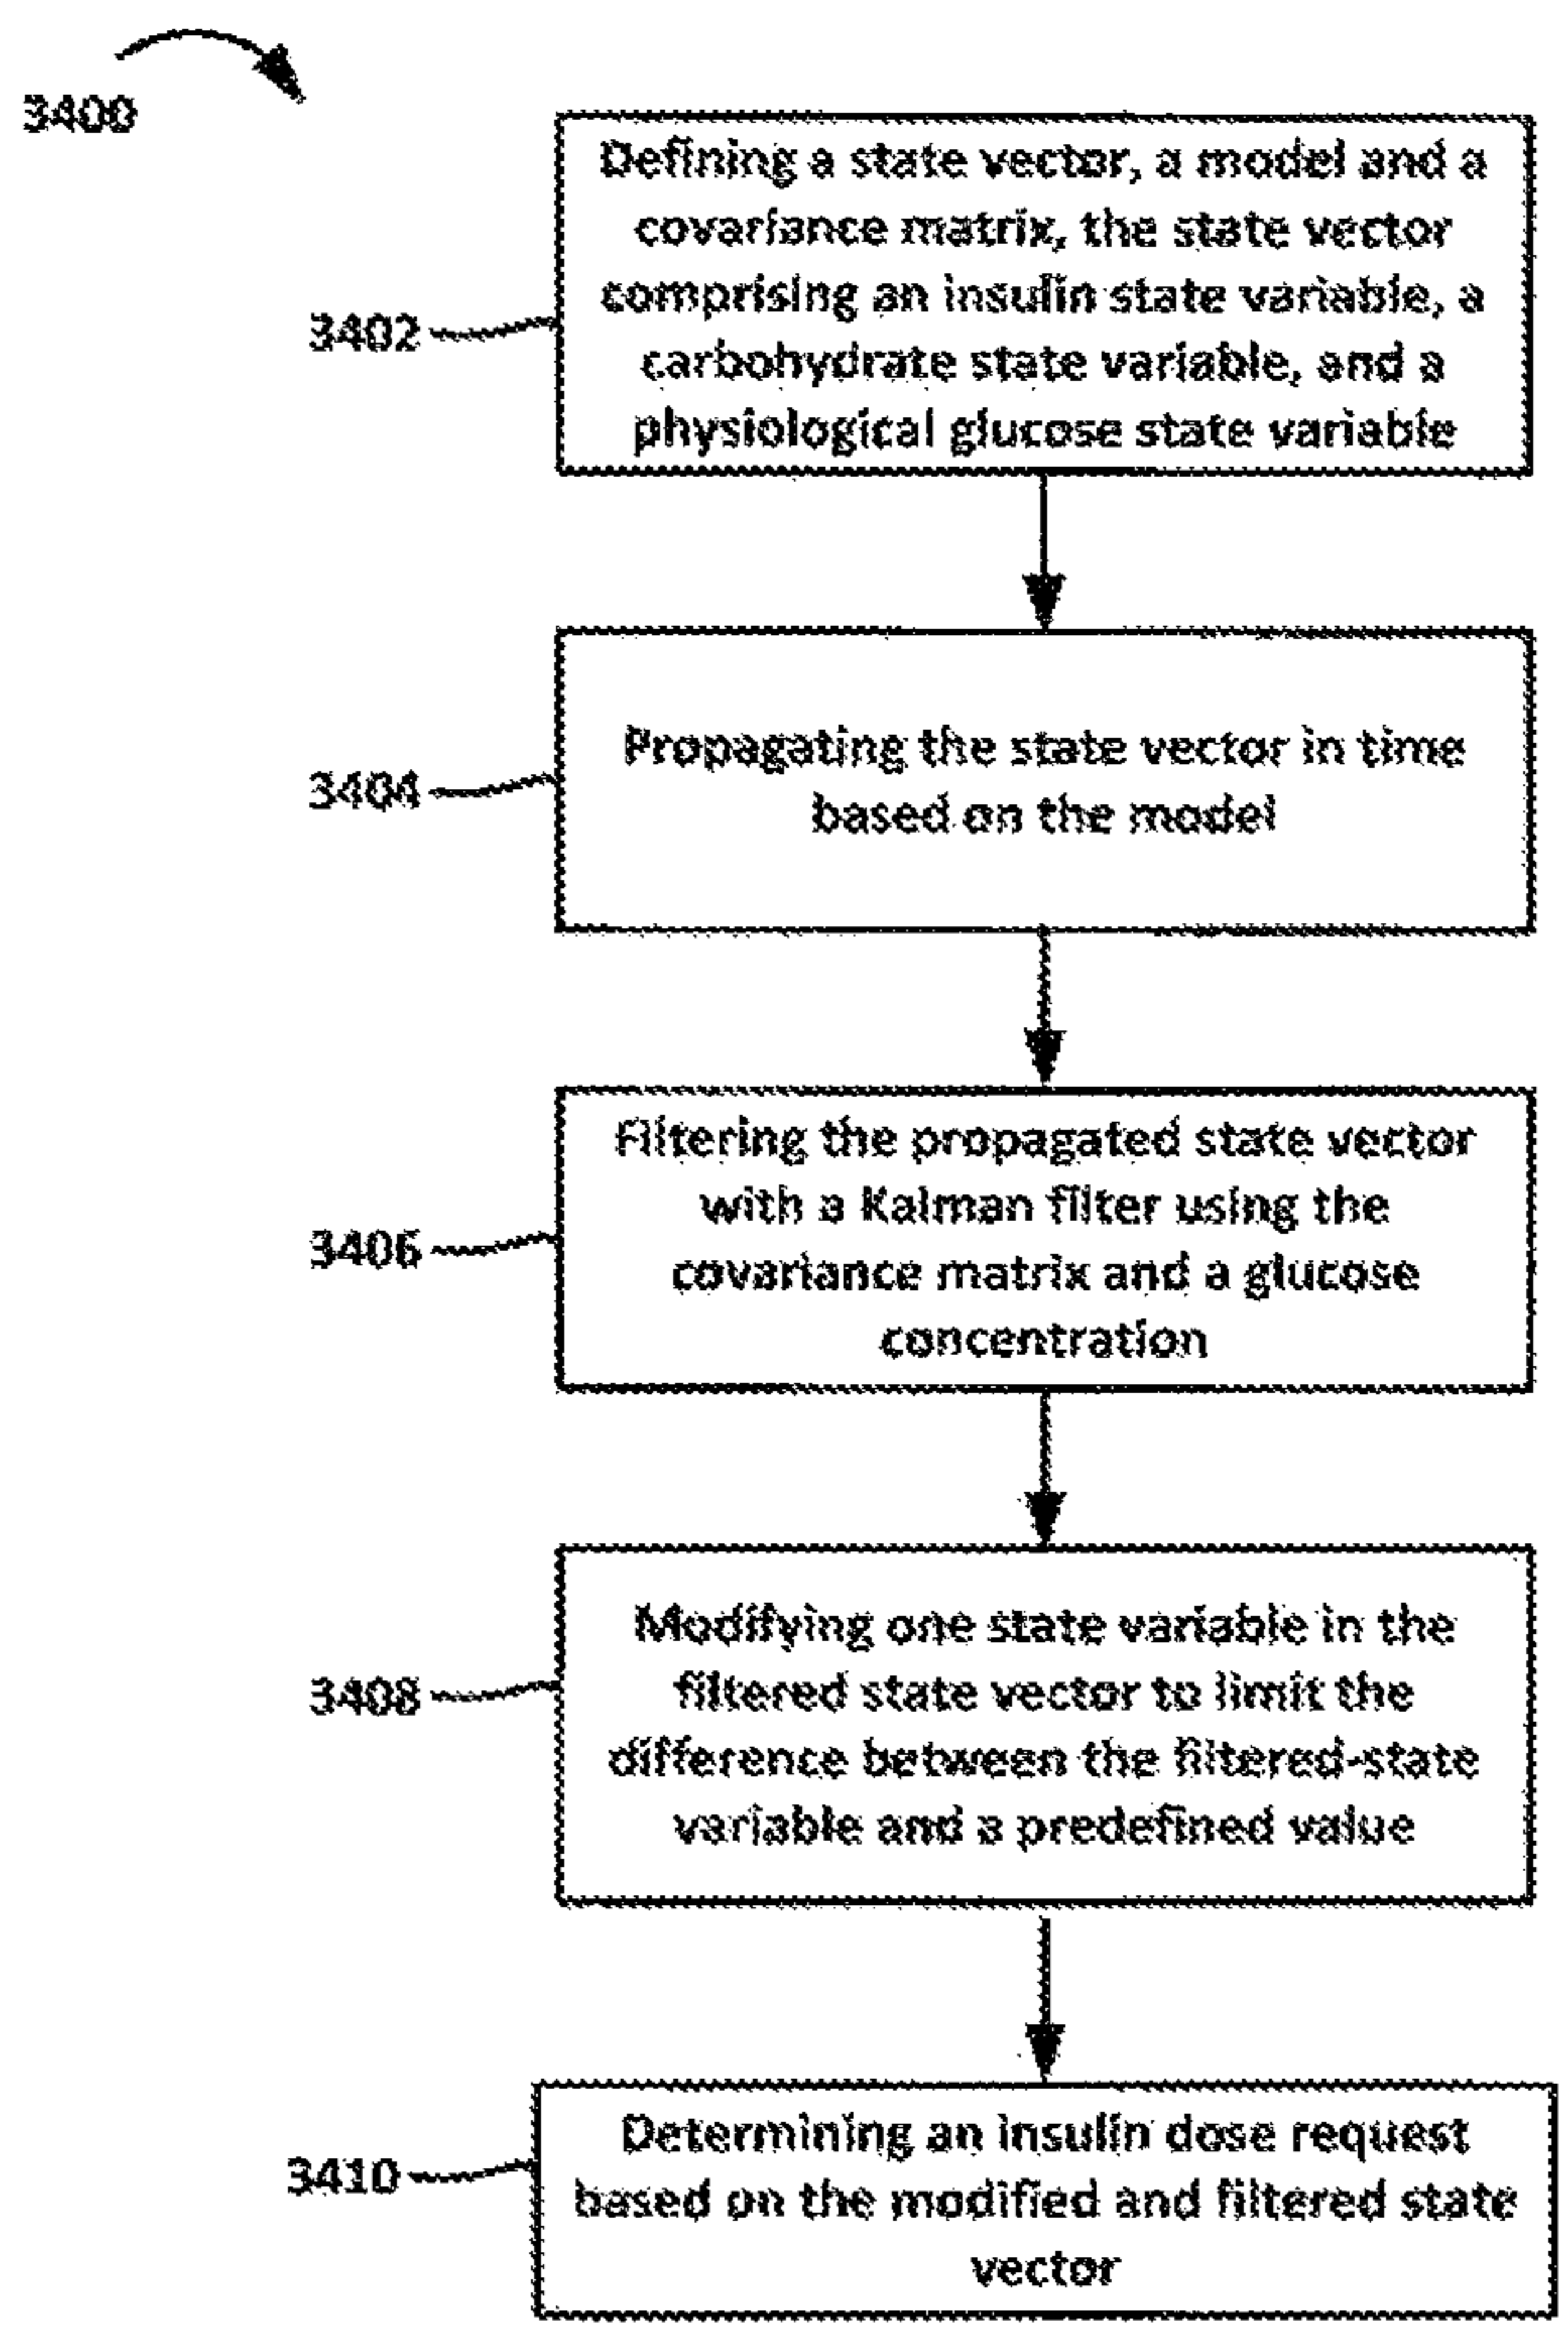 3400
Defining a state vector, a model and a
covariance matrix, the state vector
comprising an insulin state variable, a
carbohydrate state variable, and a
physiological glucose state variable
3402
Propagating the state vector in time
based on the model
3404
Filtering the propagated state vector
with a Kalman filter using the
covariance matrix and a glucose
concentration
3406
Modifying one state variable in the
filtered state vector to limit the
difference between the filtered-state
variable and a predefined value
3408
Determining an insulin dose request
based on the modified and filtered state
vector
3410